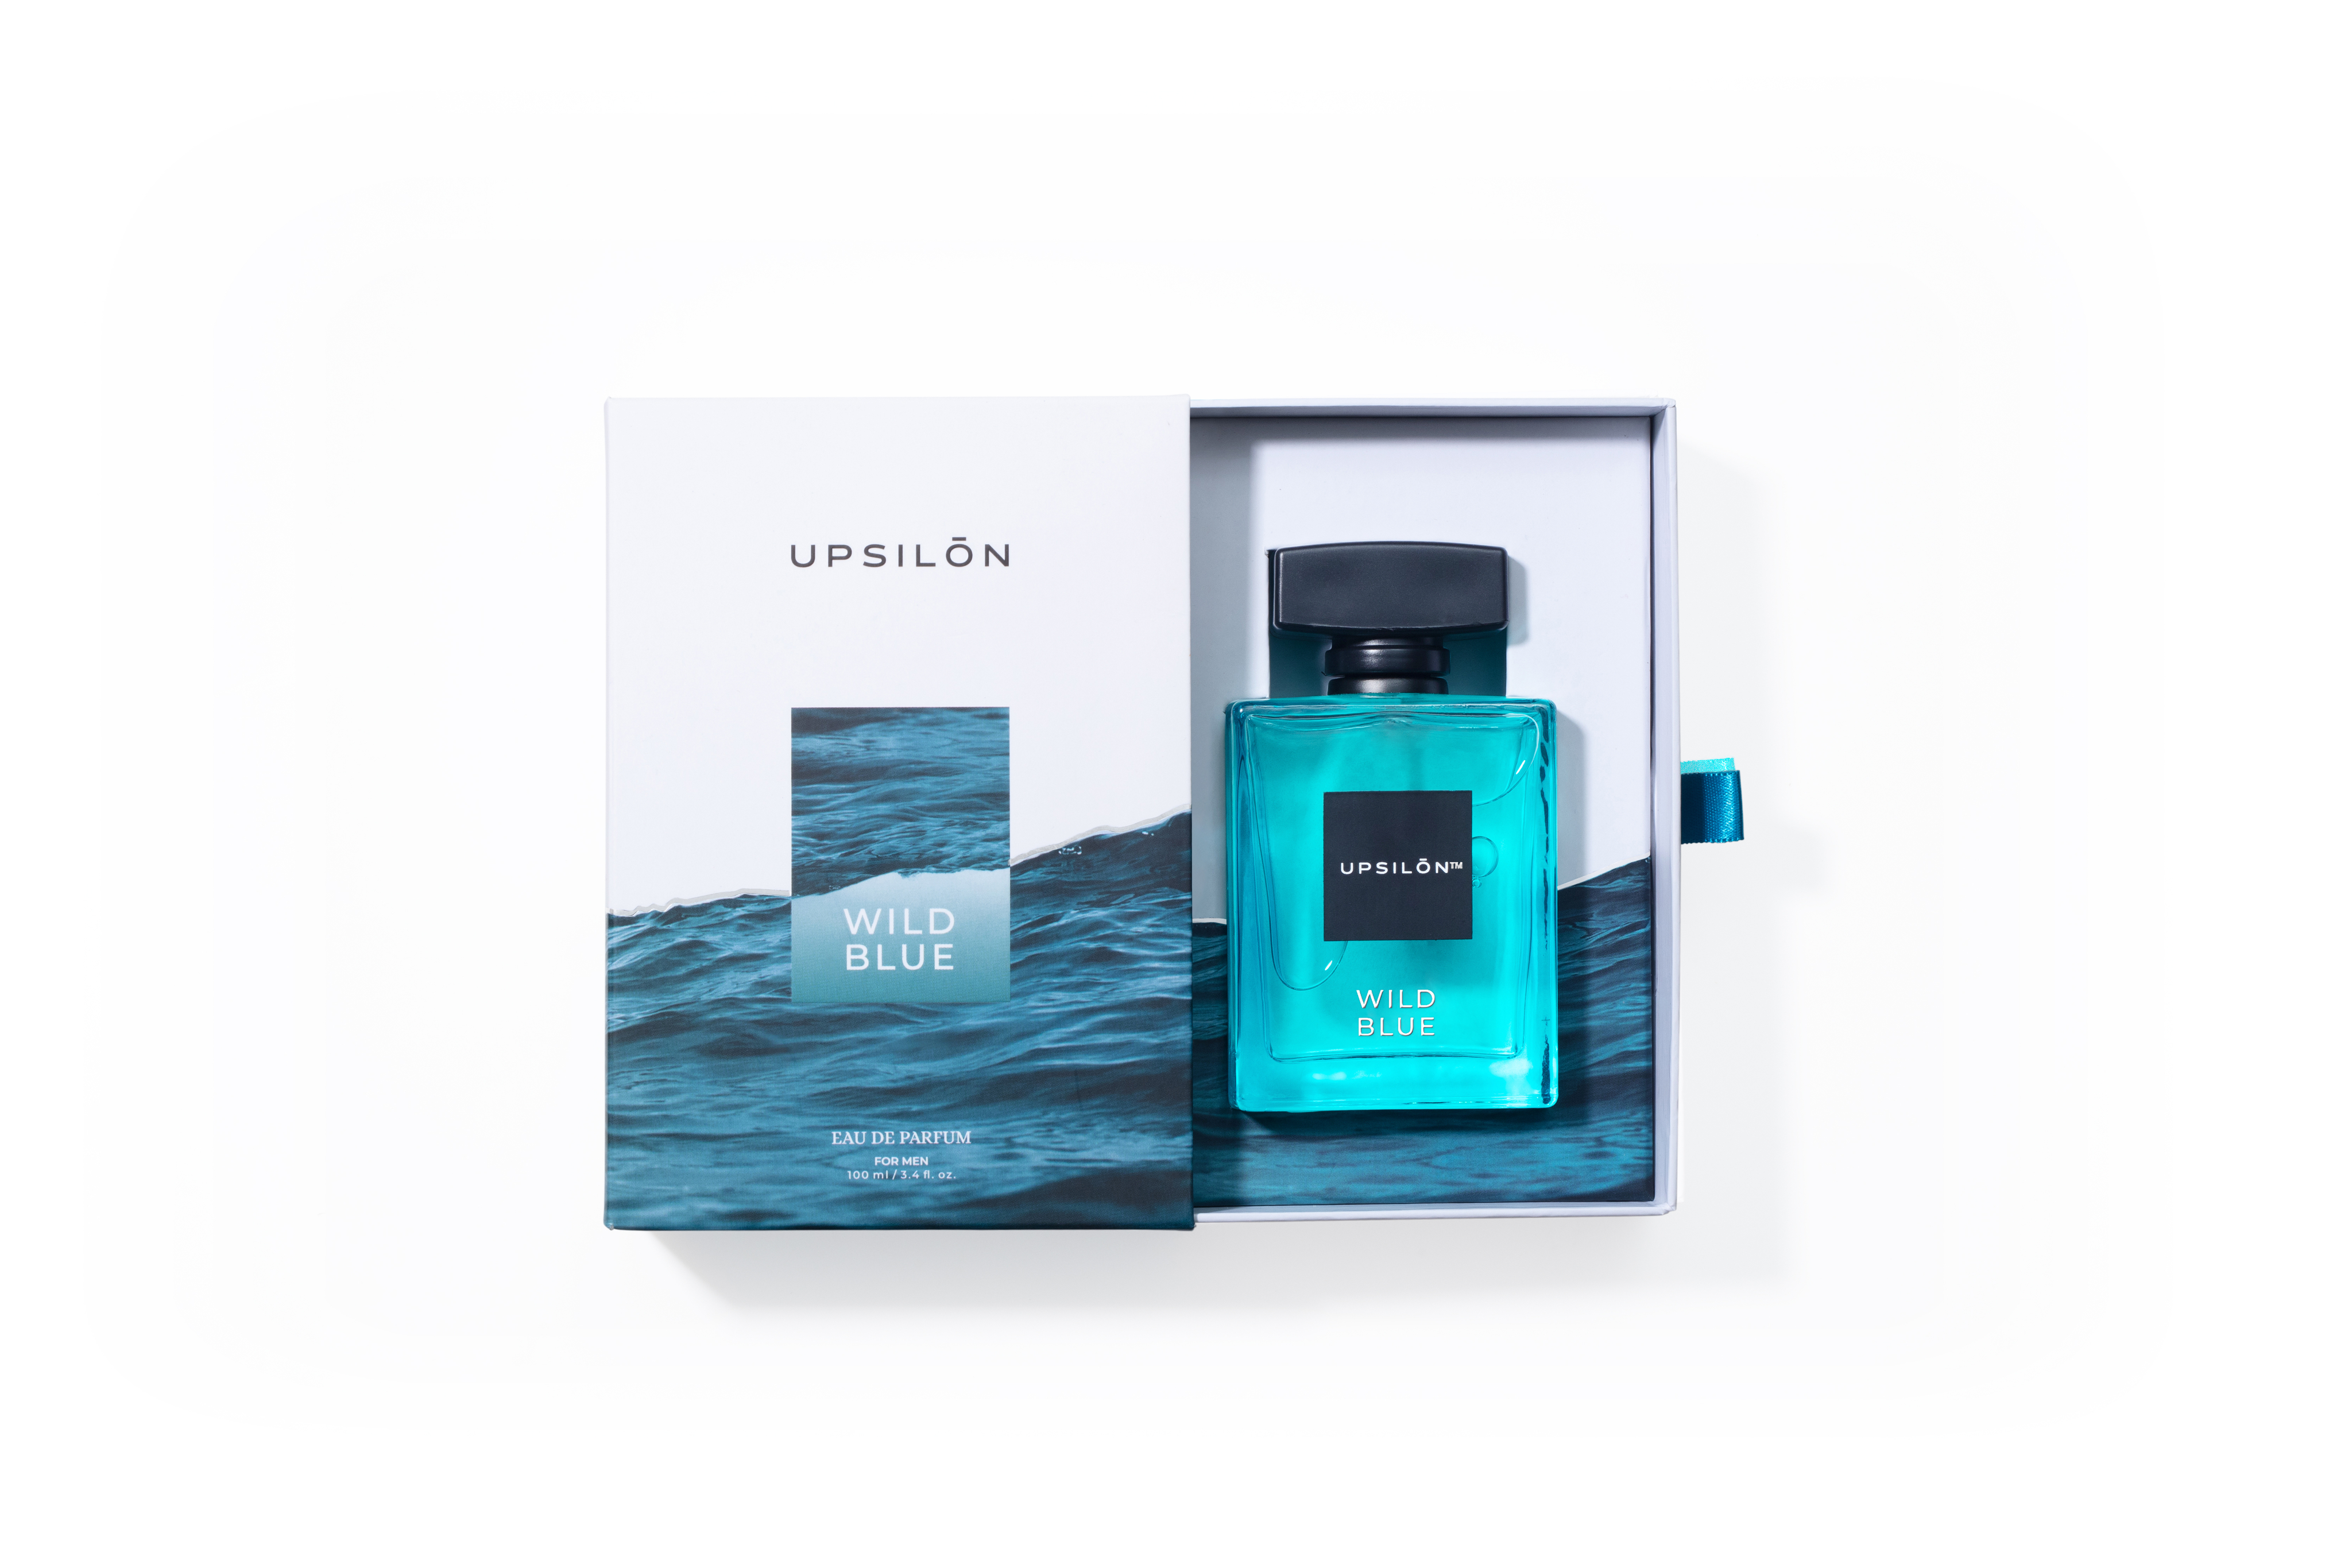 UPSILŌN
WILD
BLUE
EAU DE PARFUM
FOR MEN
100 ml / 3.4 fl. oz.
UPSILŌN™
WILD
BLUE